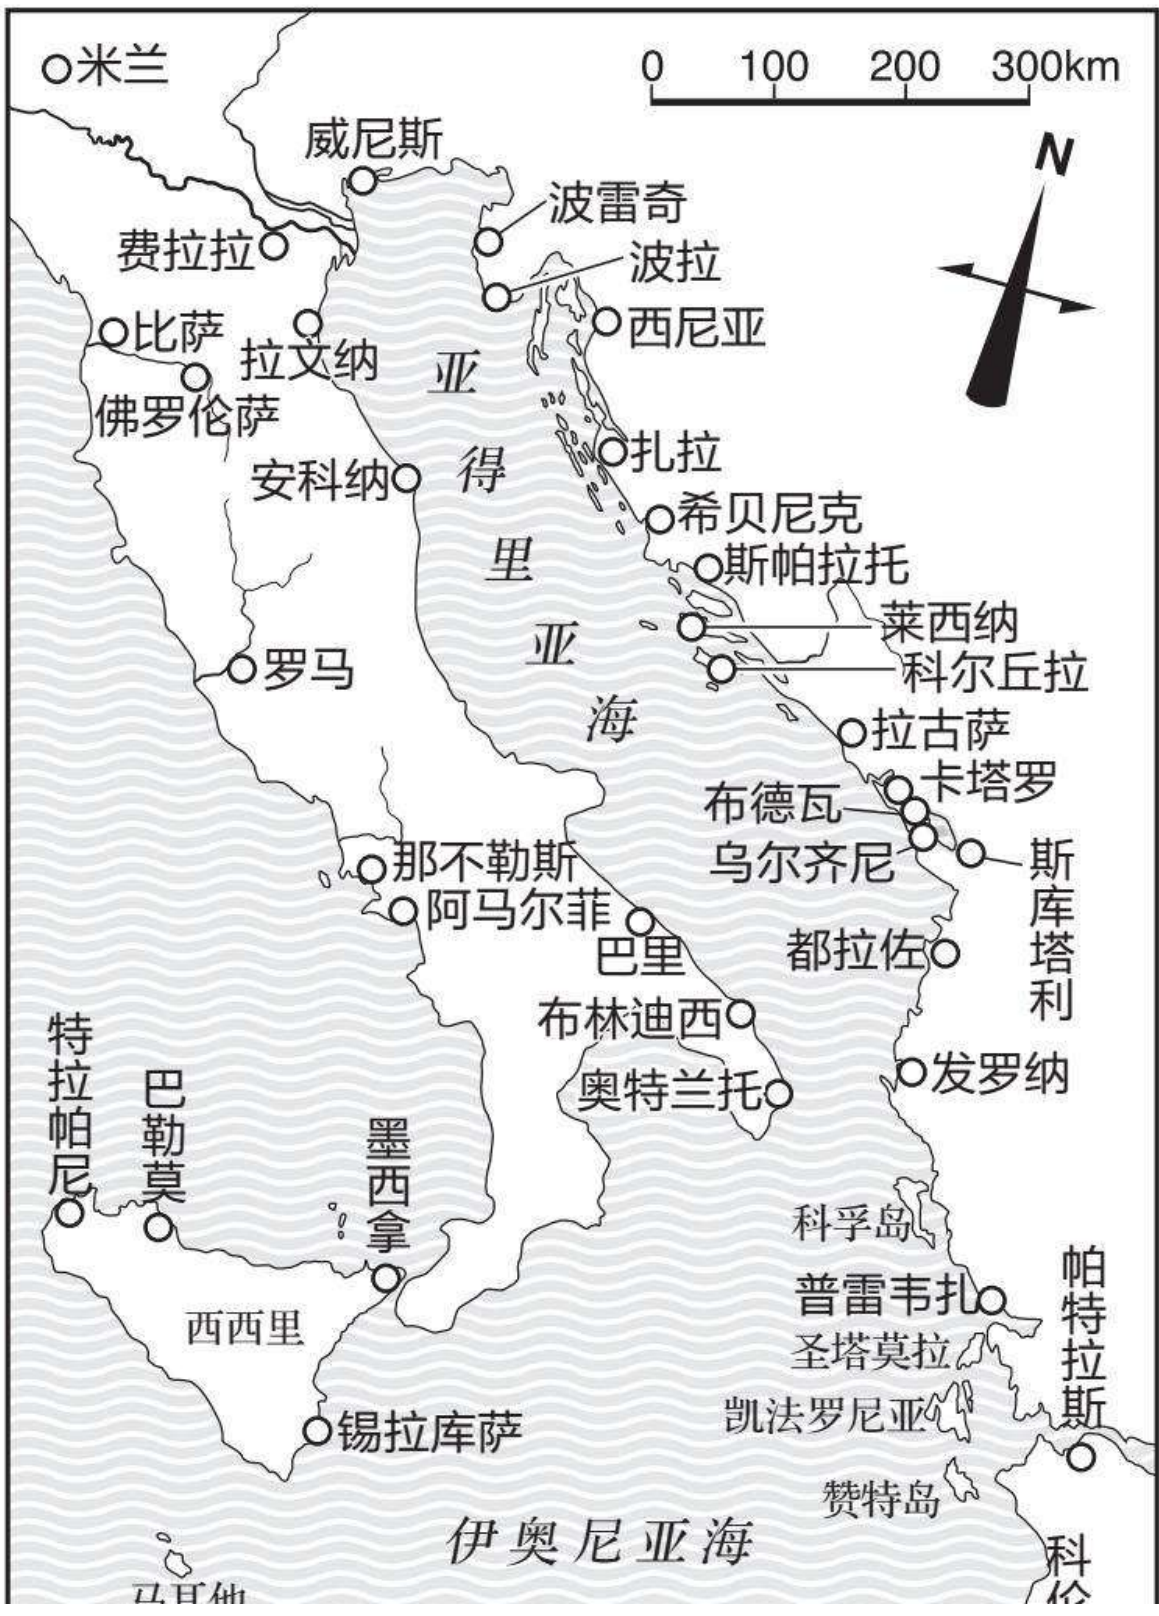 米兰
0 100 200 300km
威尼斯
N
波雷奇
费拉拉
波拉
比萨
西尼亚
拉文纳
佛罗伦萨
亚得里亚海
扎拉
安科纳
希贝尼克
斯帕拉托
莱西纳
罗马
科尔丘拉
拉古萨
卡塔罗
布德瓦
乌尔齐尼
斯库塔利
那不勒斯
阿马尔菲
巴里
都拉佐
布林迪西
特拉帕尼
巴勒莫
发罗纳
奥特兰托
墨西拿
科孚岛
普雷韦扎
帕特拉斯
西西里
圣塔莫拉
凯法罗尼亚
锡拉库萨
赞特岛
伊奥尼亚海
科伦
马耳他